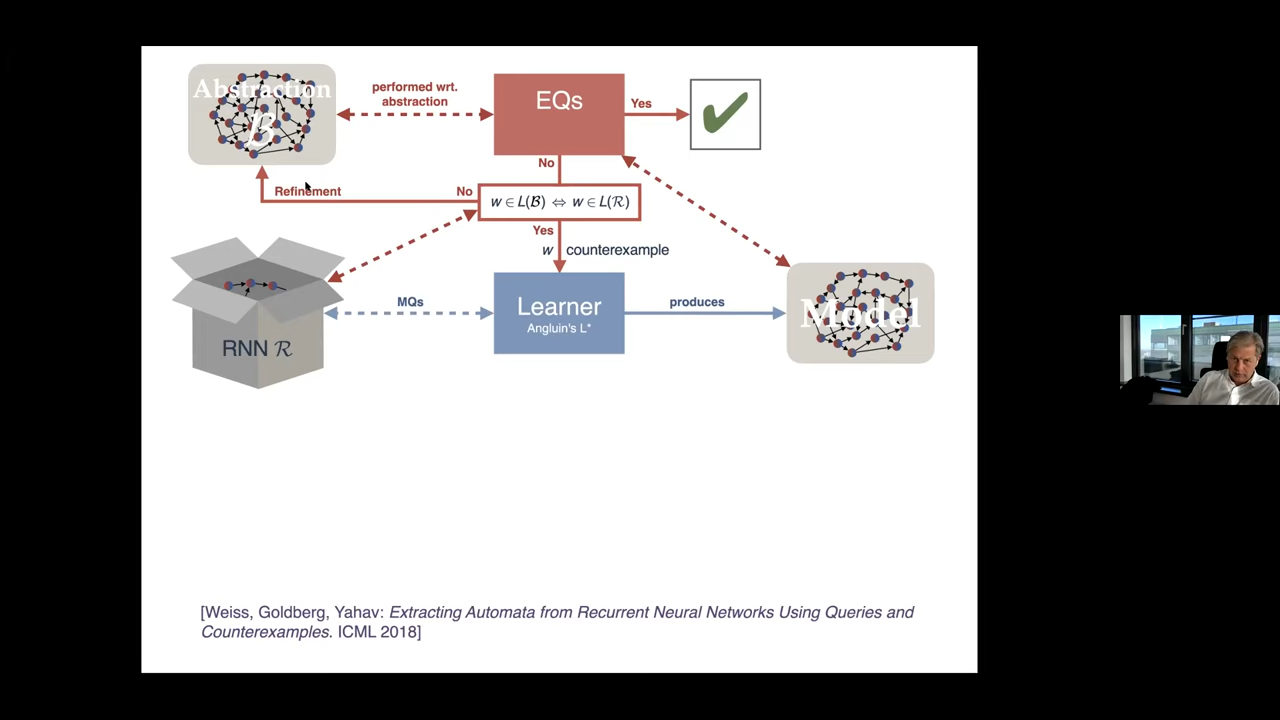 Abstraction
B
performed wrt.
abstraction
EQs
Yes
No
Refinement
No
w ∈ L(B) ⇔ w ∈ L(R)
Yes
w counterexample
RNN R
MQs
Learner
Angluin's L*
produces
Model
[Weiss, Goldberg, Yahav: Extracting Automata from Recurrent Neural Networks Using Queries and
Counterexamples. ICML 2018]